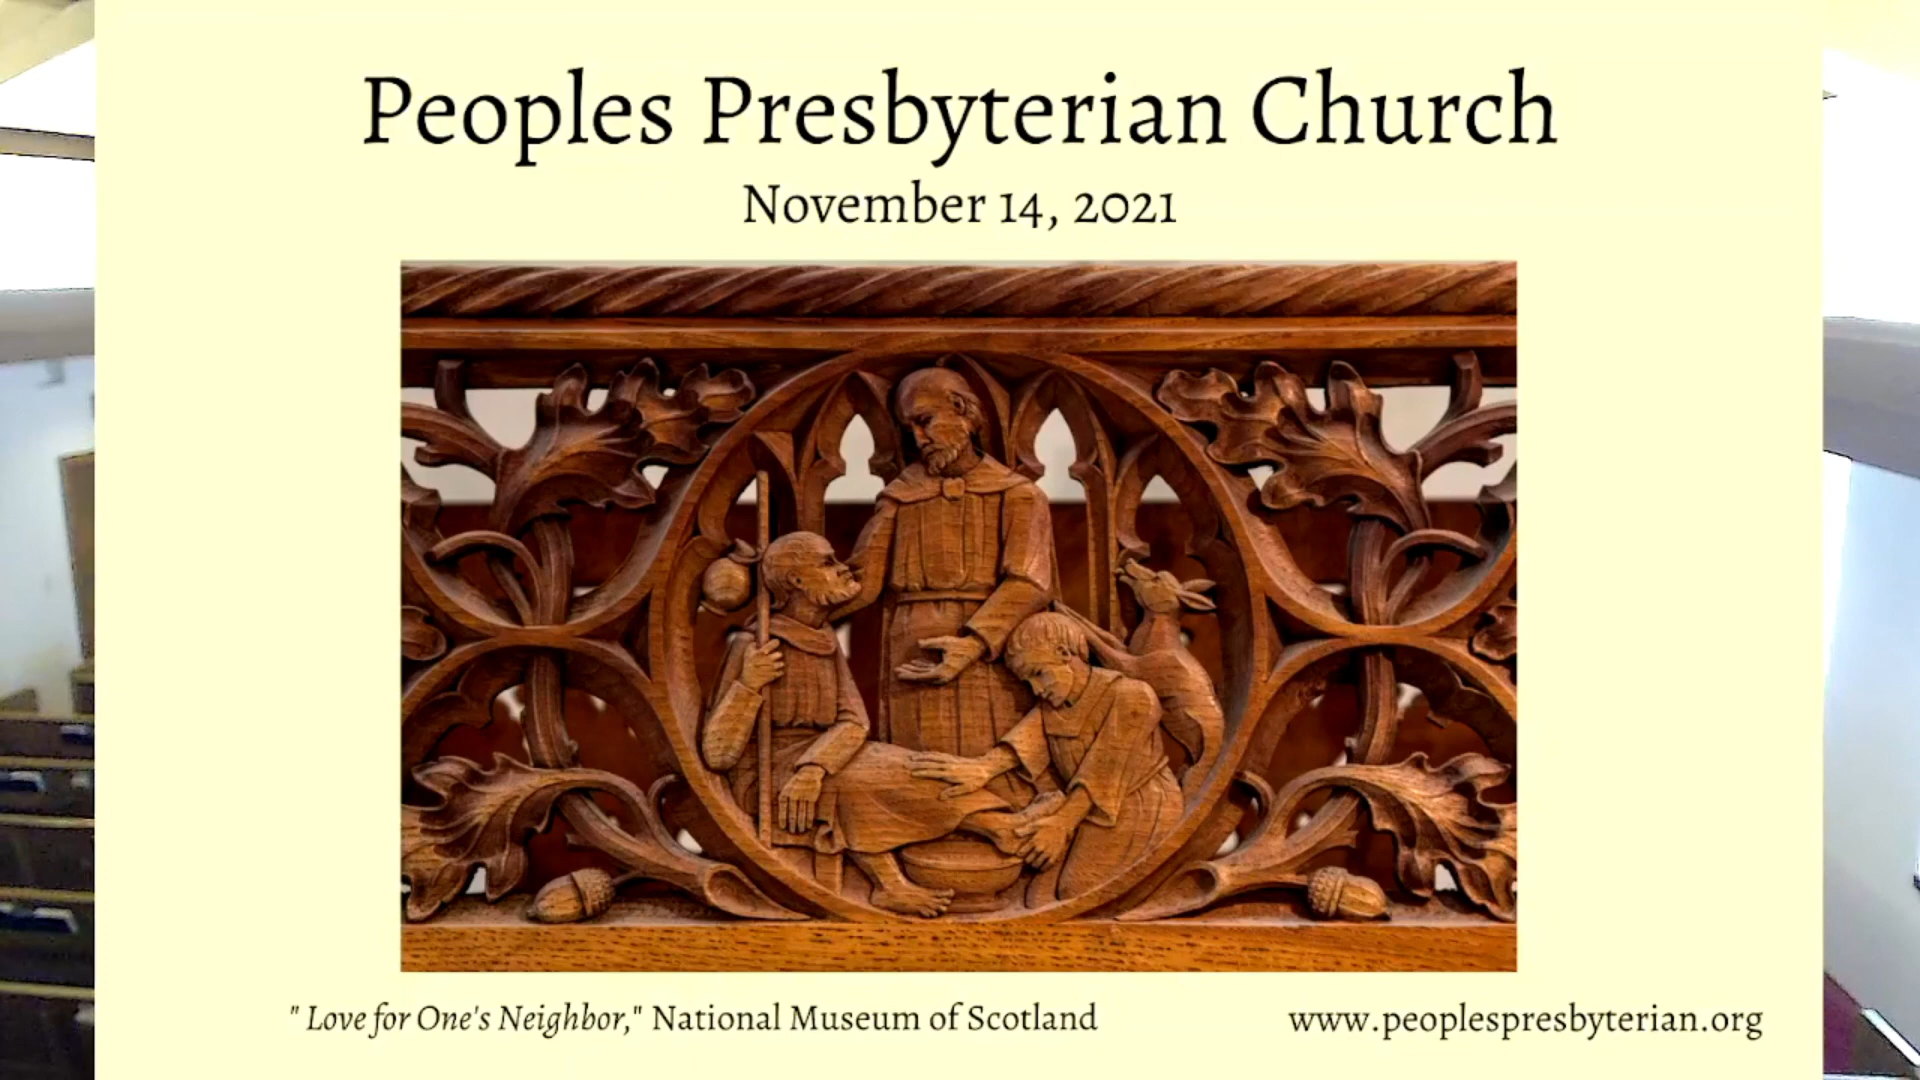 Peoples Presbyterian Church
November 14, 2021
" Love for One's Neighbor," National Museum of Scotland
www.peoplespresbyterian.org